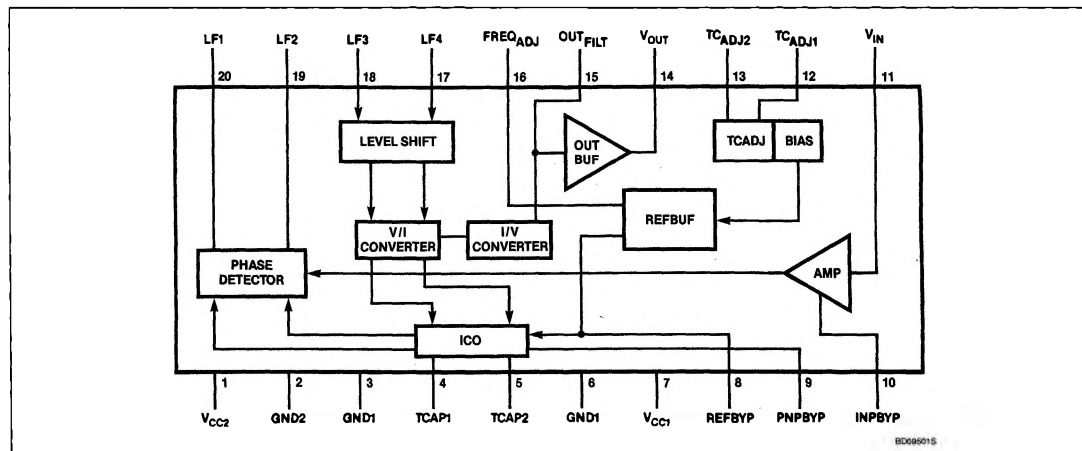 LF1 LF2 LF3 LF4 FREQADJ OUTFILT VOUT TCADJ2 TCADJ1 VIN
20 19 18 17 16 15 14 13 12 11
LEVEL SHIFT
OUT
BUF
TCADJ BIAS
V/I
CONVERTER
I/V
CONVERTER
REFBUF
PHASE
DETECTOR
AMP
ICO
1 2 3 4 5 6 7 8 9 10
VCC2 GND2 GND1 TCAP1 TCAP2 GND1 VCC1 REFBYP PNPBYP INPBYP
BD09501S